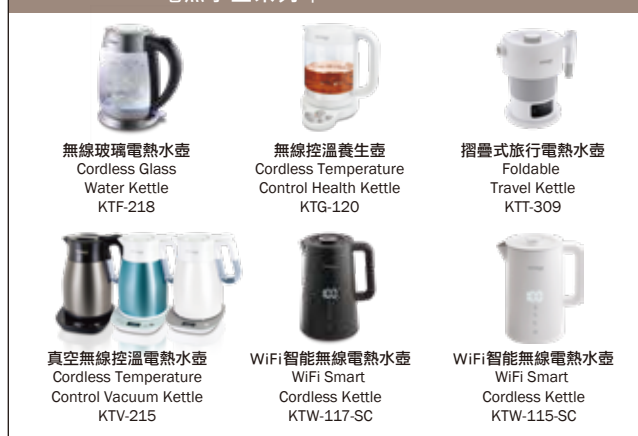 無線玻璃電熱水壺
Cordless Glass
Water Kettle
KTF-218
無線控溫養生壺
Cordless Temperature
Control Health Kettle
KTG-120
摺疊式旅行電熱水壺
Foldable
Travel Kettle
KTT-309
真空無線控溫電熱水壺
Cordless Temperature
Control Vacuum Kettle
KTV-215
WiFi智能無線電熱水壺
WiFi Smart
Cordless Kettle
KTW-117-SC
WiFi智能無線電熱水壺
WiFi Smart
Cordless Kettle
KTW-115-SC